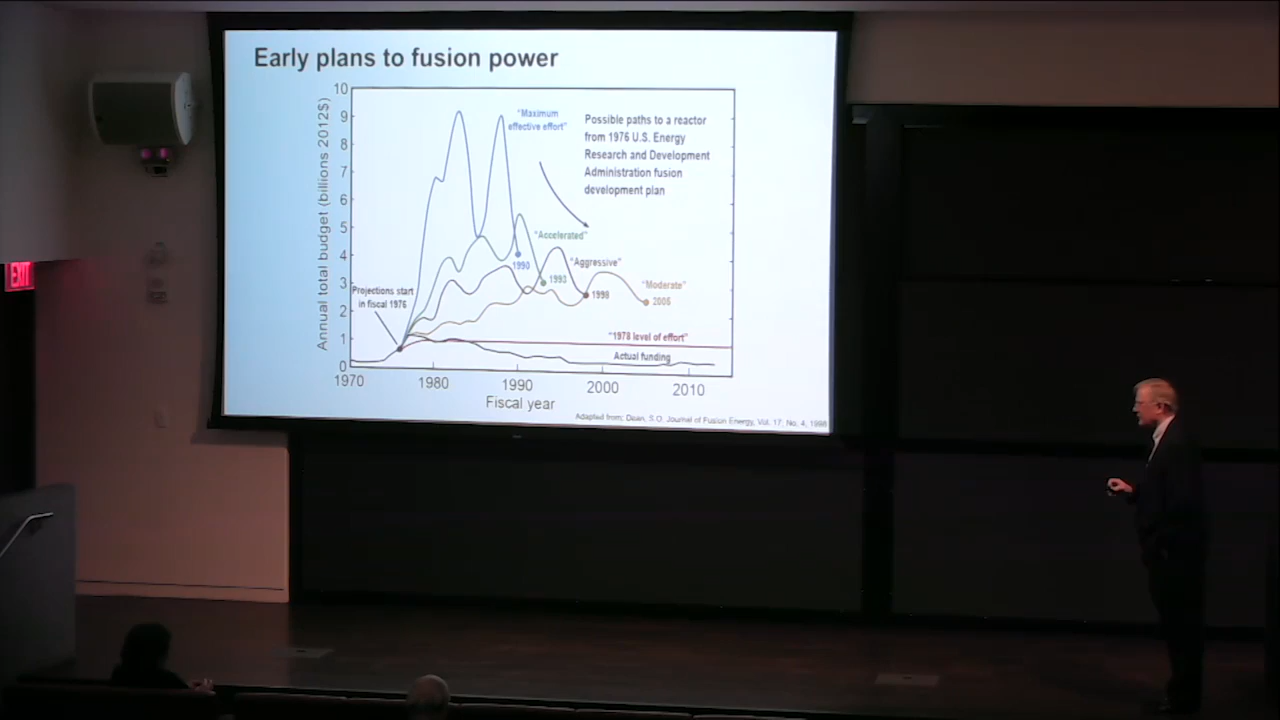 Early plans to fusion power
Annual total budget (billions 2012$)
10
9
8
7
6
5
4
3
2
1
0
"Maximum
effective effort"
Possible paths to a reactor
from 1976 U.S. Energy
Research and Development
Administration fusion
development plan
"Accelerated"
"Aggressive"
"Moderate"
1990
1993
1998
2005
Projections start
in fiscal 1976
"1978 level of effort"
Actual funding
1970
1980
1990
2000
2010
Fiscal year
Adapted from: Dean, S.O. Journal of Fusion Energy, Vol. 17, No. 4, 1998
EXIT